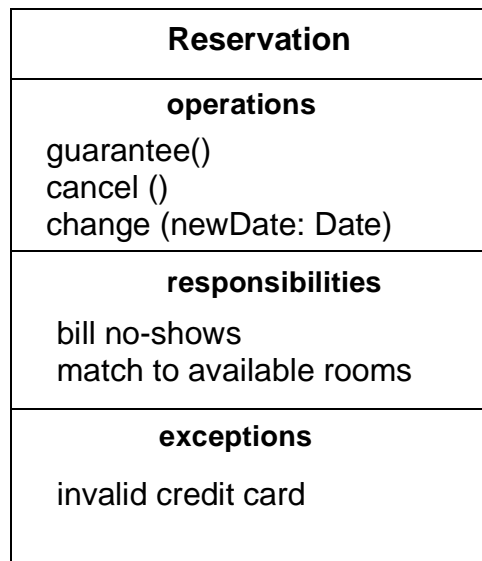 Reservation
operations
guarantee()
cancel ()
change (newDate: Date)
responsibilities
bill no-shows
match to available rooms
exceptions
invalid credit card